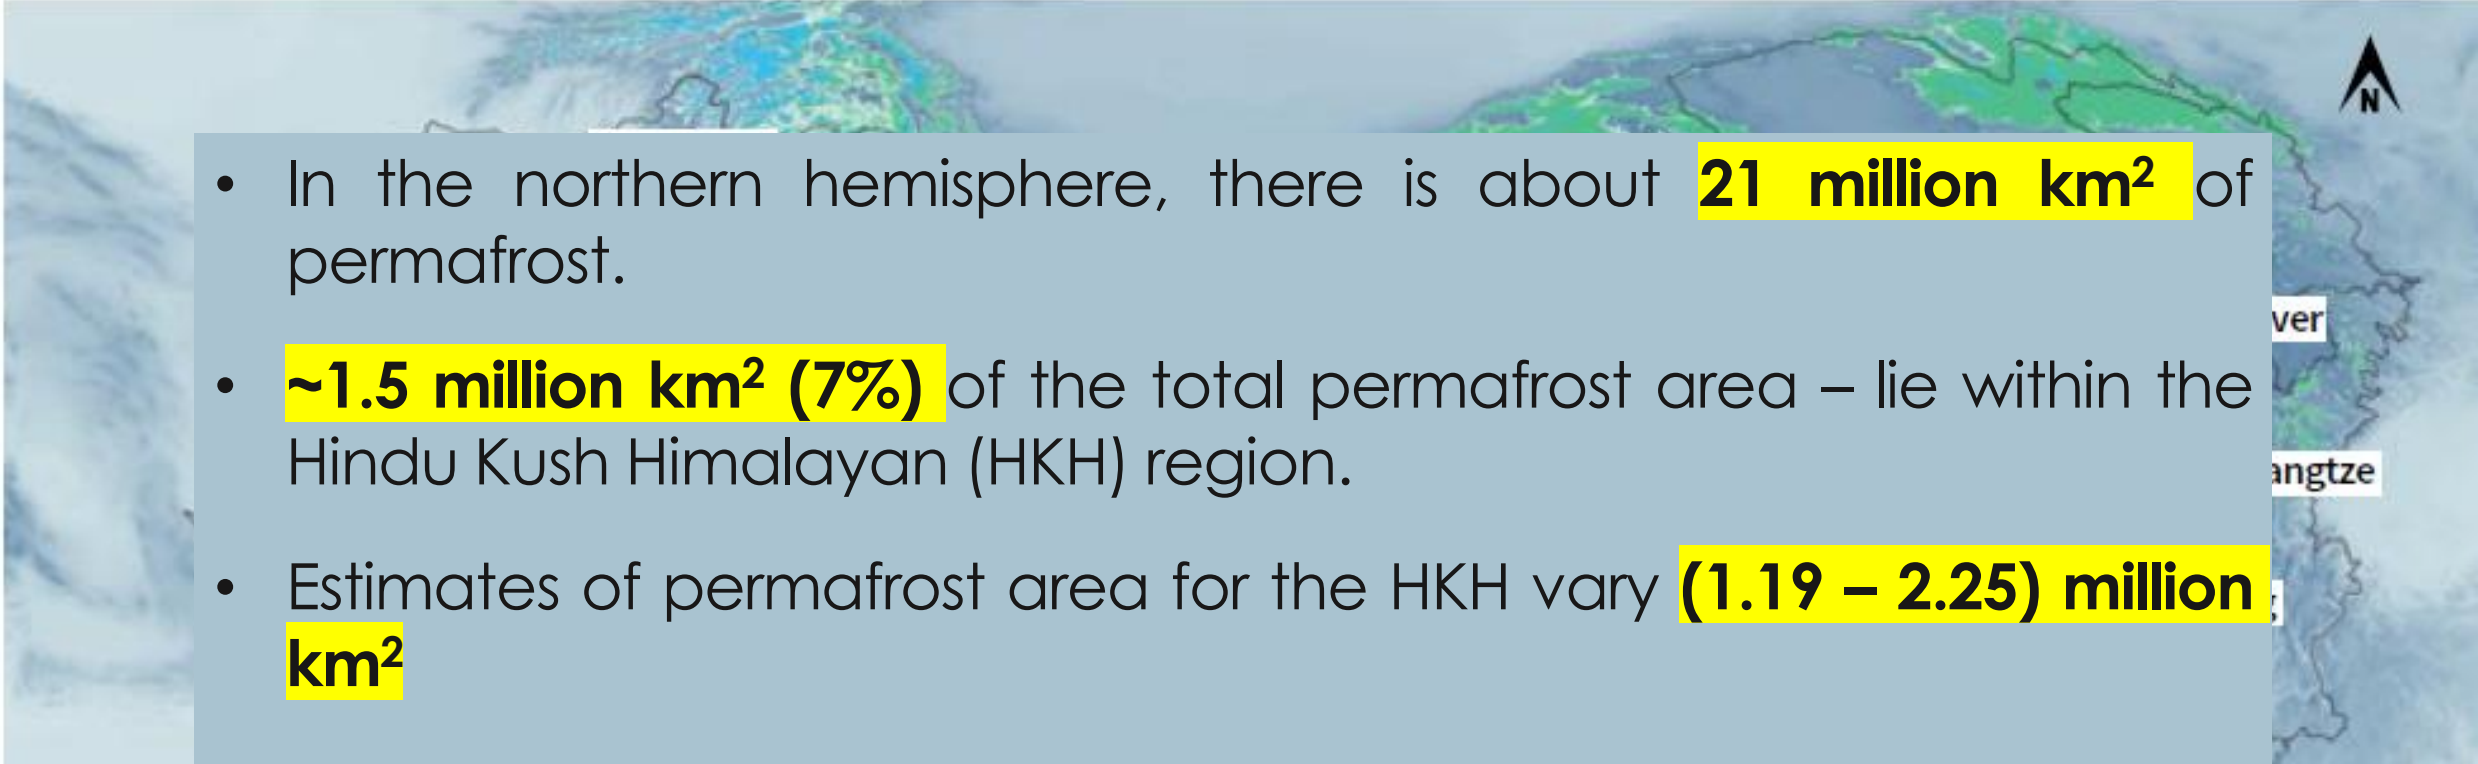 N
• In the northern hemisphere, there is about 21 million km² of
permafrost.
ver
• ~1.5 million km² (7%) of the total permafrost area – lie within the
Hindu Kush Himalayan (HKH) region.
angtze
• Estimates of permafrost area for the HKH vary (1.19 – 2.25) million
km²